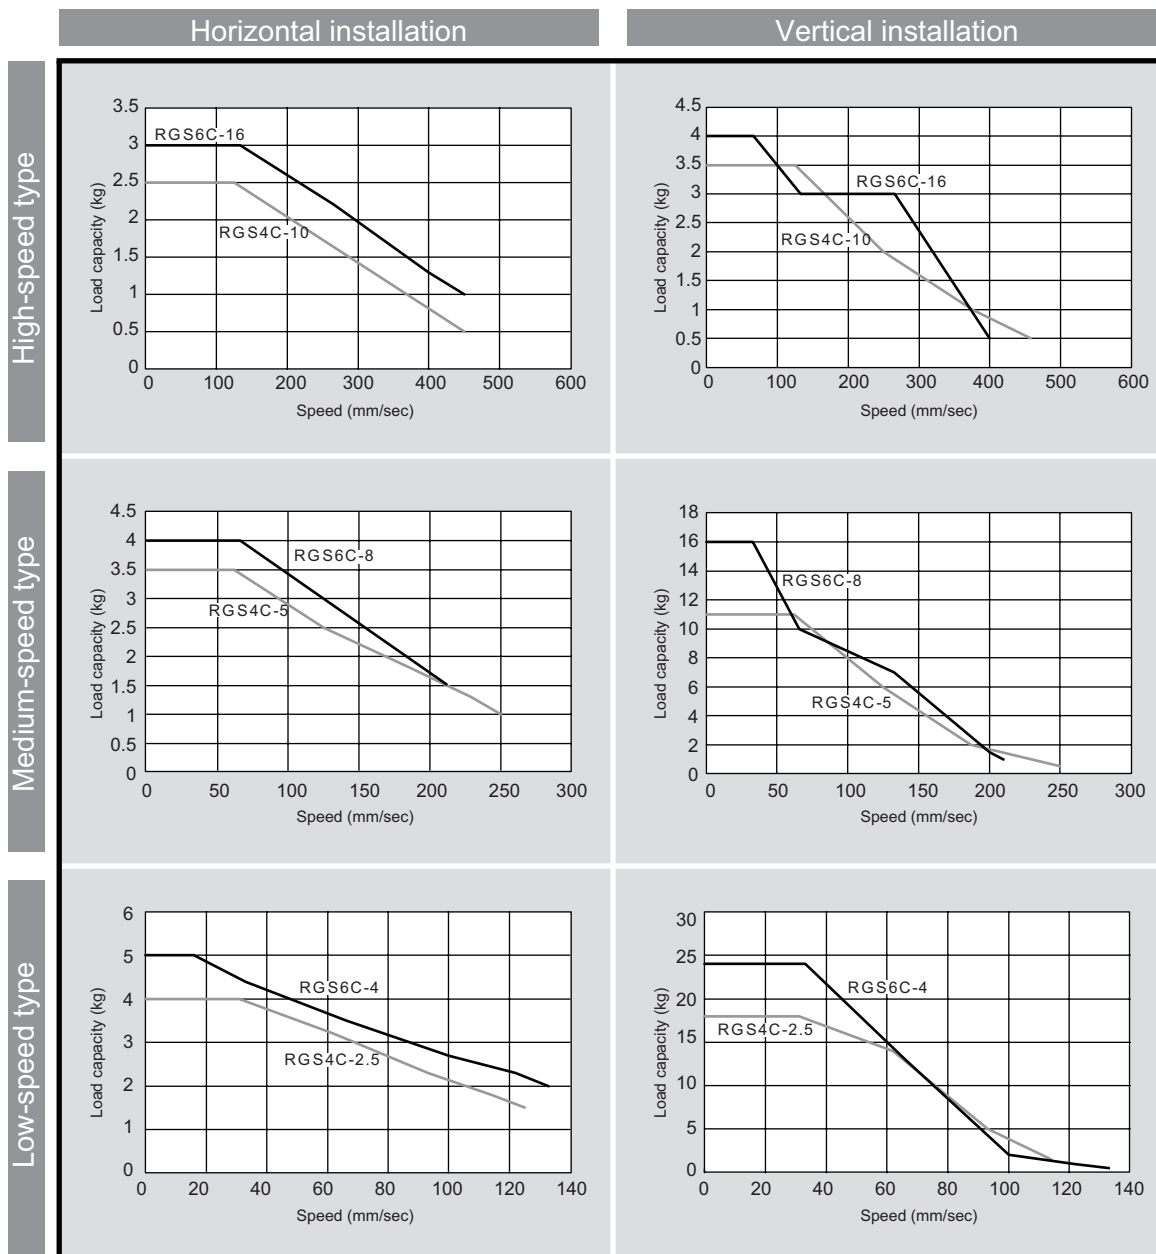 Horizontal installation
Vertical installation
High-speed type
3.5
3
2.5
2
1.5
1
0.5
0
Load capacity (kg)
RGS6C-16
RGS4C-10
0 100 200 300 400 500 600
Speed (mm/sec)
4.5
4
3.5
3
2.5
2
1.5
1
0.5
0
Load capacity (kg)
RGS6C-16
RGS4C-10
0 100 200 300 400 500 600
Speed (mm/sec)
Medium-speed type
4.5
4
3.5
3
2.5
2
1.5
1
0.5
0
Load capacity (kg)
RGS6C-8
RGS4C-5
0 50 100 150 200 250 300
Speed (mm/sec)
18
16
14
12
10
8
6
4
2
0
Load capacity (kg)
RGS6C-8
RGS4C-5
0 50 100 150 200 250 300
Speed (mm/sec)
Low-speed type
6
5
4
3
2
1
0
Load capacity (kg)
RGS6C-4
RGS4C-2.5
0 20 40 60 80 100 120 140
Speed (mm/sec)
30
25
20
15
10
5
0
Load capacity (kg)
RGS6C-4
RGS4C-2.5
0 20 40 60 80 100 120 140
Speed (mm/sec)